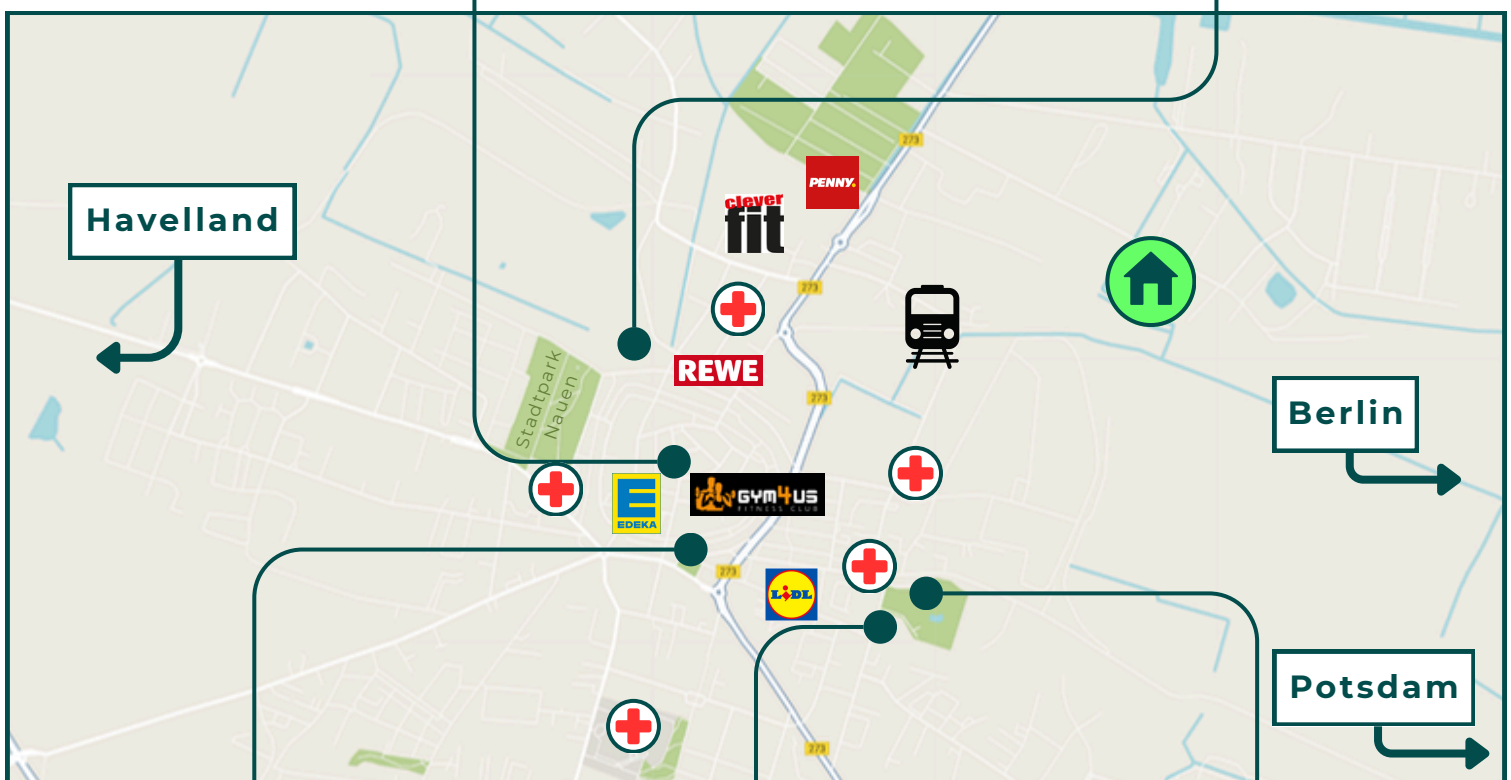 273
PENNY.
clever
fit
Havelland
273
REWE
Stadtpark
Nauen
273
Berlin
E
EDEKA
GYM4US
FITNESS CLUB
273
LIDL
Potsdam
273